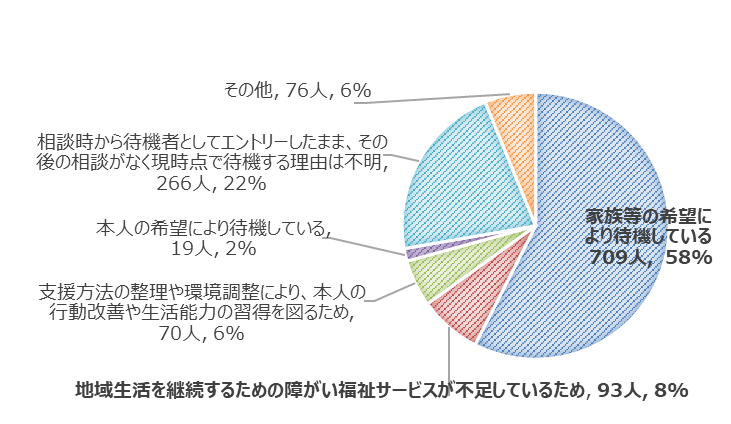 その他, 76人, 6%
相談時から待機者としてエントリーしたまま、その
後の相談がなく現時点で待機する理由は不明,
266人, 22%
本人の希望により待機している,
19人, 2%
支援方法の整理や環境調整により、本人の
行動改善や生活能力の習得を図るため,
70人, 6%
地域生活を継続するための障がい福祉サービスが不足しているため, 93人, 8%
家族等の希望に
より待機している
709人, 58%